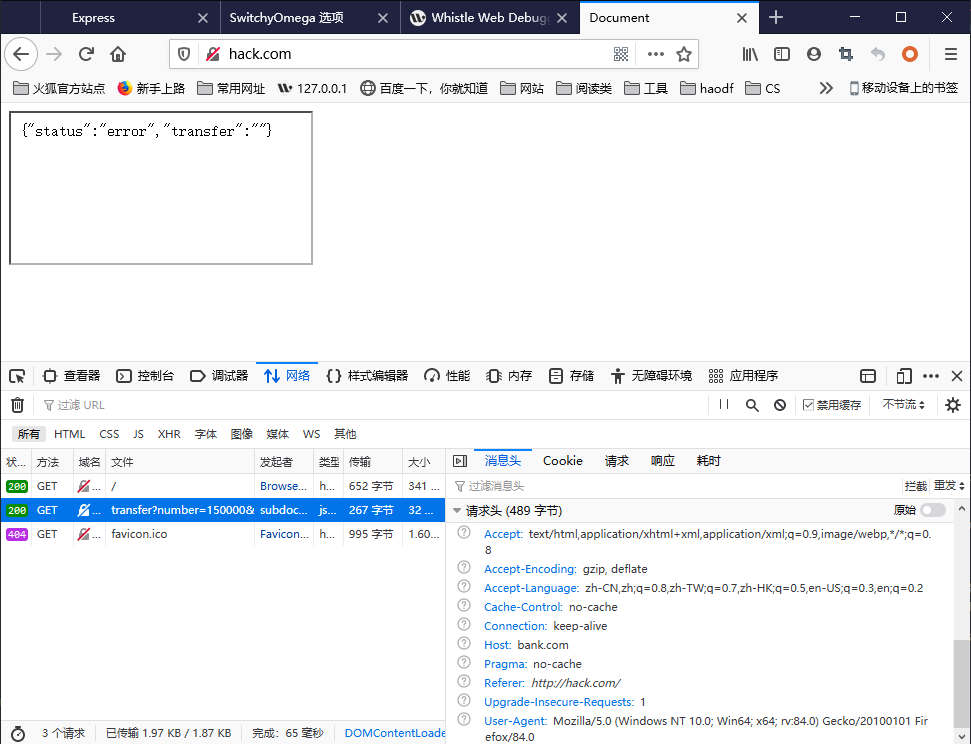 Express
SwitchyOmega 选项
Whistle Web Debugg
Document
hack.com
火狐官方站点
新手上路
常用网址
127.0.0.1
百度一下，你就知道
网站
阅读类
工具
haodf
CS
移动设备上的书签
{"status":"error","transfer":""}
查看器
控制台
调试器
网络
样式编辑器
性能
内存
存储
无障碍环境
应用程序
过滤 URL
禁用缓存
不节流
所有 HTML CSS JS XHR 字体 图像 媒体 WS 其他
状... 方法 域名 文件 发起者 类型 传输 大小
200 GET ... / Browse... h... 652 字节 341 ...
200 GET ... transfer?number=150000& subdoc... js... 267 字节 32 ...
404 GET ... favicon.ico Favicon... h... 995 字节 1.60...
3 个请求
已传输 1.97 KB / 1.87 KB
完成：65 毫秒
DOMContentLoade
消息头 Cookie 请求 响应 耗时
过滤消息头
拦截 重发
请求头 (489 字节)
原始
Accept: text/html,application/xhtml+xml,application/xml;q=0.9,image/webp,*/*;q=0.
8
Accept-Encoding: gzip, deflate
Accept-Language: zh-CN,zh;q=0.8,zh-TW;q=0.7,zh-HK;q=0.5,en-US;q=0.3,en;q=0.2
Cache-Control: no-cache
Connection: keep-alive
Host: bank.com
Pragma: no-cache
Referer: http://hack.com/
Upgrade-Insecure-Requests: 1
User-Agent: Mozilla/5.0 (Windows NT 10.0; Win64; x64; rv:84.0) Gecko/20100101 Fir
efox/84.0